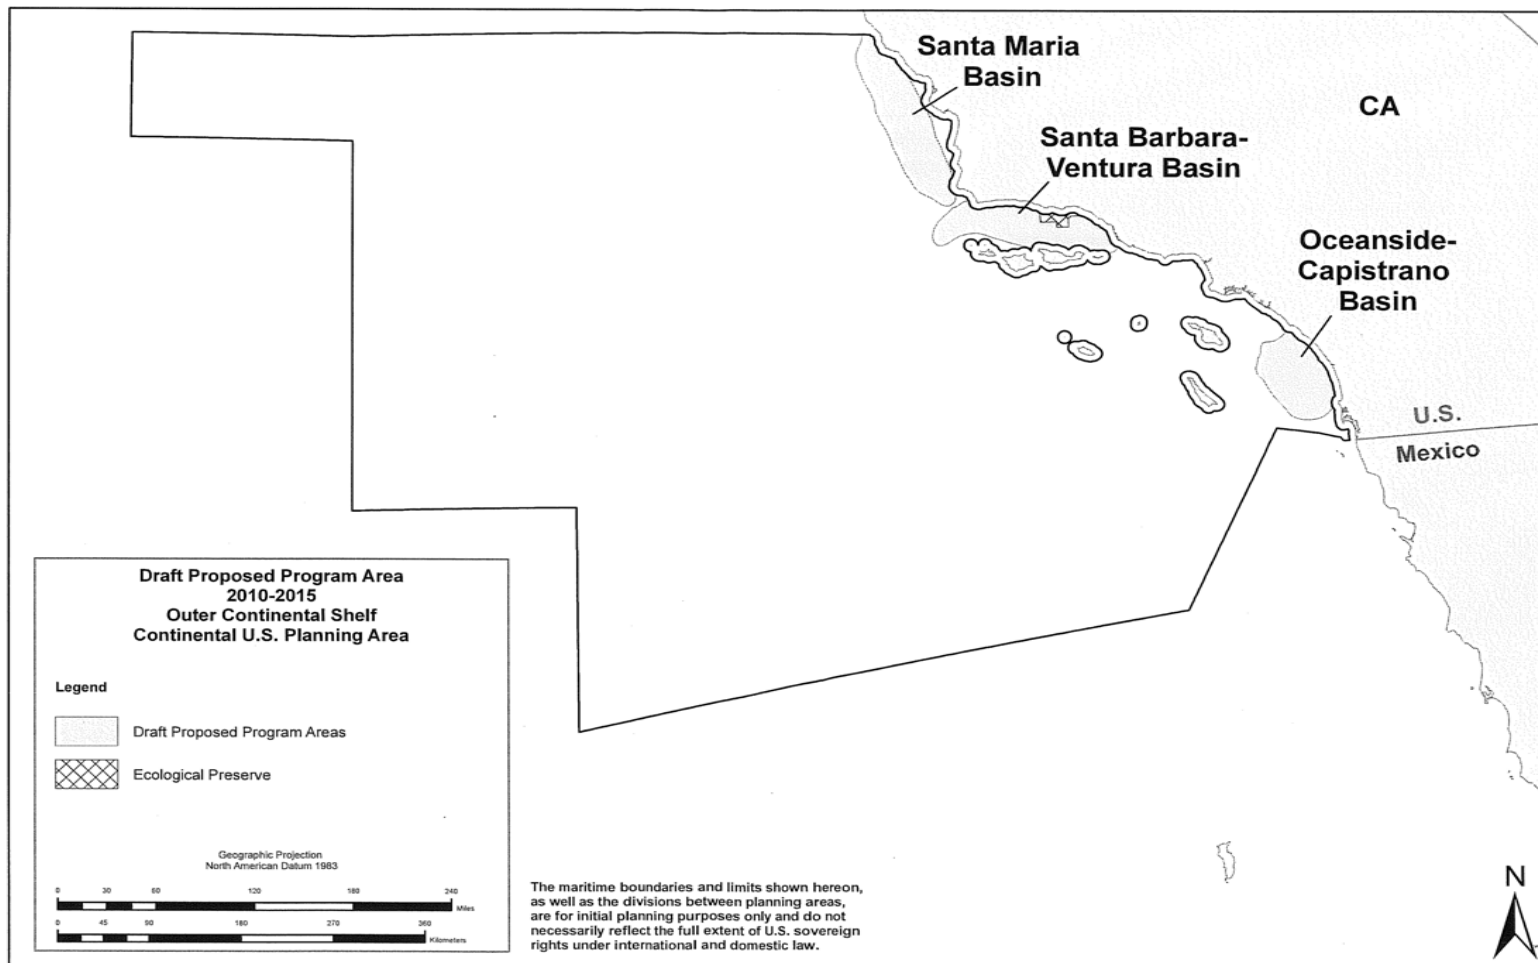 Santa Maria
Basin
CA
Santa Barbara-
Ventura Basin
Oceanside-
Capistrano
Basin
U.S.
Mexico
Draft Proposed Program Area
2010-2015
Outer Continental Shelf
Continental U.S. Planning Area
Legend
Draft Proposed Program Areas
Ecological Preserve
Geographic Projection
North American Datum 1983
0 30 60 120 180 240
Miles
0 45 90 180 270 360
Kilometers
The maritime boundaries and limits shown hereon,
as well as the divisions between planning areas,
are for initial planning purposes only and do not
necessarily reflect the full extent of U.S. sovereign
rights under international and domestic law.
N